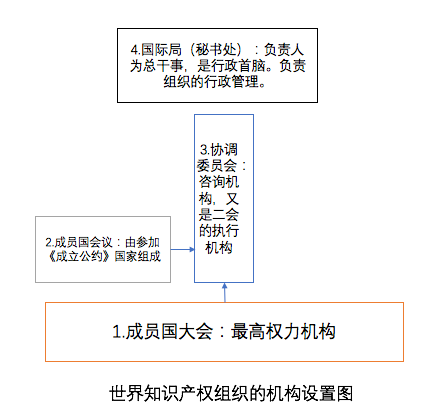 4.国际局（秘书处）：负责人
为总干事，是行政首脑。负责
组织的行政管理。
3.协调
委员会：
咨询机
构，又
是二会
的执行
机构
2.成员国会议：由参加
《成立公约》国家组成
1.成员国大会：最高权力机构
世界知识产权组织的机构设置图